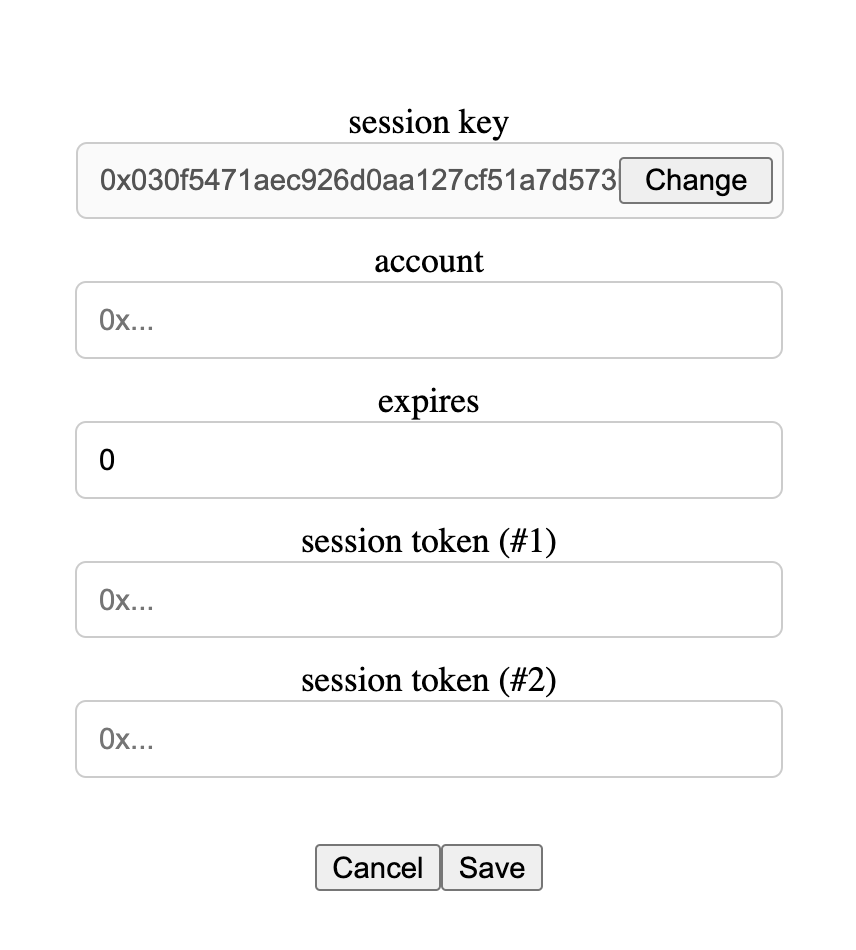 session key
0x030f5471aec926d0aa127cf51a7d573
Change
account
0x...
expires
0
session token (#1)
0x...
session token (#2)
0x...
Cancel
Save